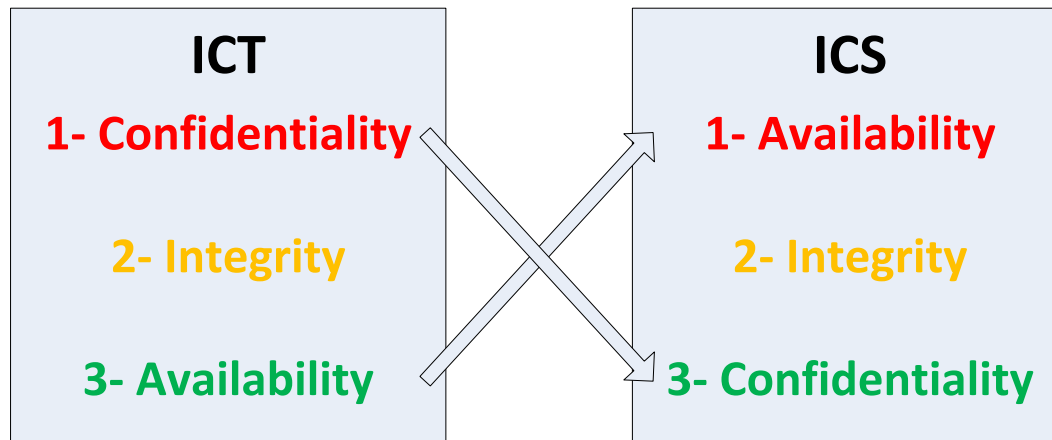 ICT
1- Confidentiality
2- Integrity
3- Availability
ICS
1- Availability
2- Integrity
3- Confidentiality